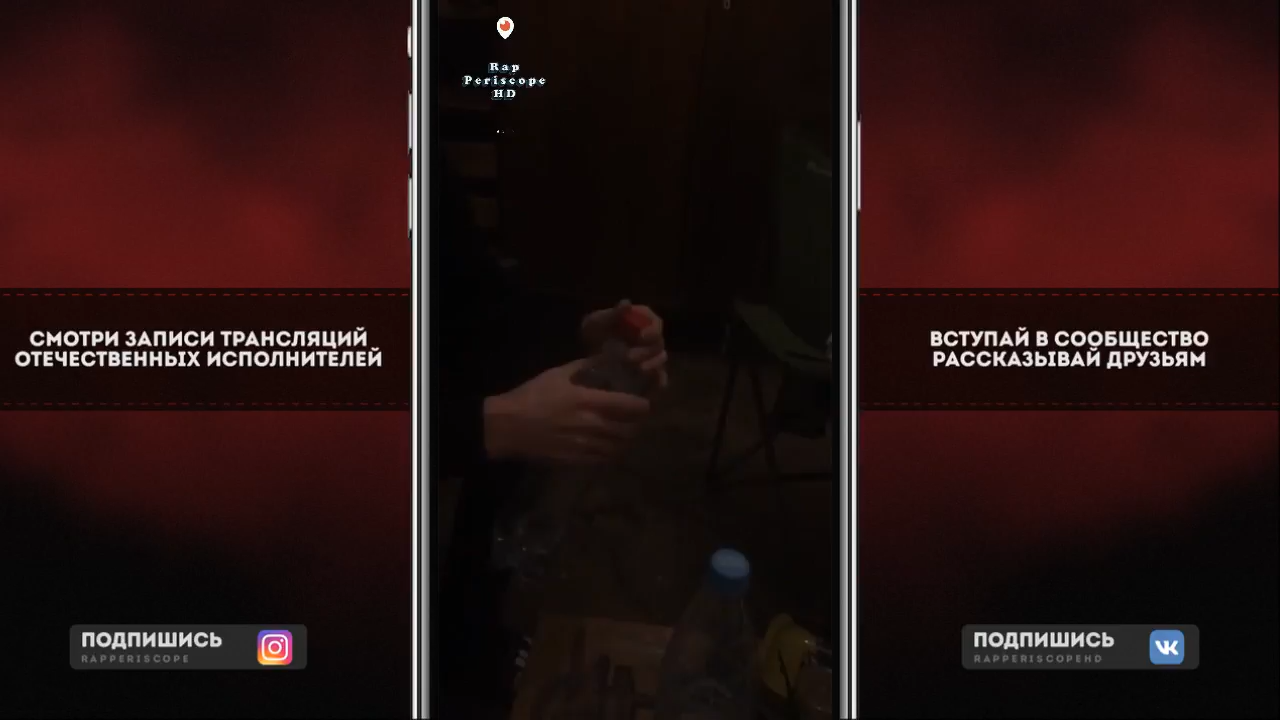 Rap
Periscope
HD
СМОТРИ ЗАПИСИ ТРАНСЛЯЦИЙ
ОТЕЧЕСТВЕННЫХ ИСПОЛНИТЕЛЕЙ
ВСТУПАЙ В СООБЩЕСТВО
РАССКАЗЫВАЙ ДРУЗЬЯМ
ПОДПИШИСЬ
RAPPERISCOPE
ПОДПИШИСЬ
RAPPERISCOPEHD